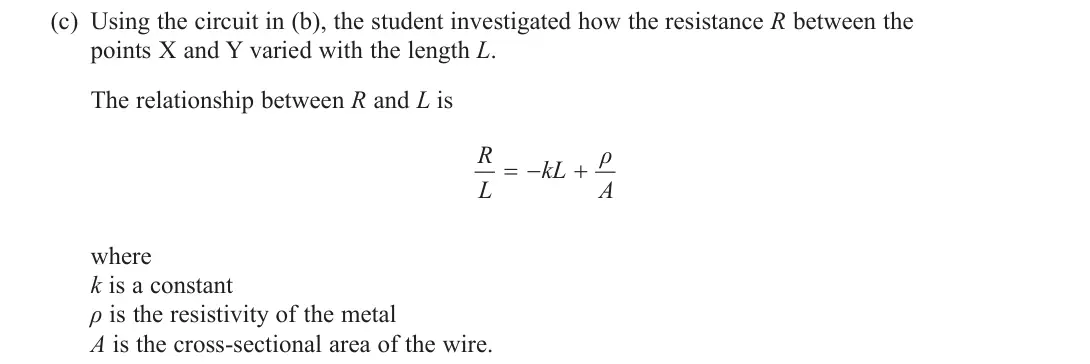 (c) Using the circuit in (b), the student investigated how the resistance R between the
points X and Y varied with the length L.
The relationship between R and L is
R/L = −kL + ρ/A
where
k is a constant
ρ is the resistivity of the metal
A is the cross-sectional area of the wire.